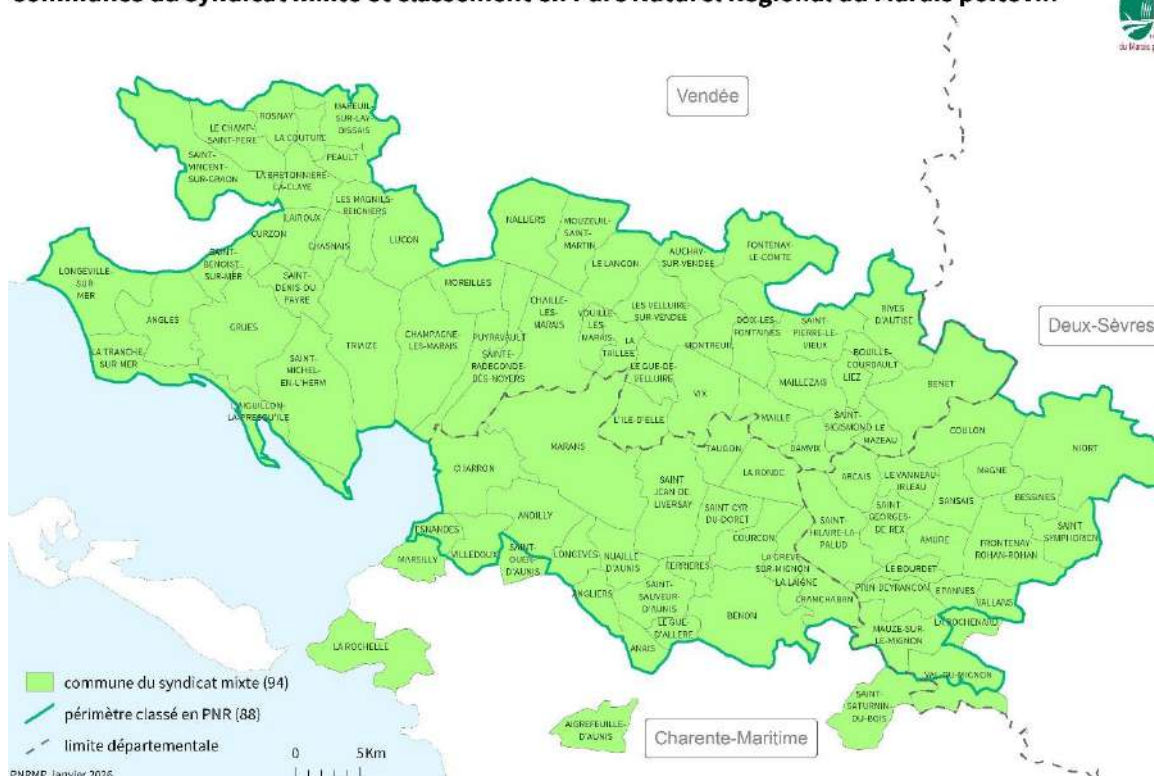 Communes du Syndicat mixte et classement en Parc Naturel Régional du Marais poitevin
du Marais p
Vendée
Deux-Sèvres
Charente-Maritime
MAREUIL-
SUR-LAY-
DISSAIS
ROSNAY
LE CHAMP-
SAINT-PERE
LA COUTURE
PEAULT
SAINT-
VINCENT-
SUR-GRAON
LA BRETONNIERE-
LA-CLAYE
LES MAGNILS-
REIGNIERS
LAIROUX
CURZON
CHASNAIS
LUCON
NALLIERS
MOUZEUIL-
SAINT-
MARTIN
LE LANGON
AUCHAY-
SUR-VENDEE
FONTENAY-
LE-COMTE
LONGEVILLE-
SUR
MER
SAINT-
BENOIST-
SUR-MER
SAINT-
DENIS DU
PAYRE
MOREILLES
CHAILLE-
LES-
MARAIS
VOUILLE-
LES-
MARAIS
LES VELLUIRE-
SUR-VENDEE
DOIX-LES-
FONTAINES
SAINT-
PIERRE-LE-
VIEUX
RIVES
D'AUTISE
ANGLES
GRUES
TRIAIZE
CHAMPAGNE-
LES-MARAIS
PUYRAVAULT
SAINTE-
RADEGONDE-
DES-NOYERS
LA
TAILLEE
LE GUE-DE-
VELLUIRE
MONTREUIL
BOUILLE-
COURDAULT
LIEZ
MAILLEZAIS
BENET
LA TRANCHE
SUR MER
SAINT-
MICHEL-
EN-L'HERM
L'AIGUILLON-
LA-PRESQU'ILE
VIX
L'ILE-D'ELLE
MAILLE
SAINT-
SIGISMOND
LE
MAZEAU
DAMVIX
COULON
NIORT
MARANS
TAUGON
CHARRON
LA RONDE
ARCAIS
LE VANNEAU-
IRLEAU
MAGNE
SANSAIS
BESSINES
SAINT
JEAN DE
LIVERSAY
SAINT CYR
DU-DORET
SAINT-
GEORGES-
DE REX
SAINT
SYMPHORIEN
ANDILLY
ESNANDES
COURCON
SAINT-
HILAIRE-LA-
PALUD
AMURE
FRONTENAY-
ROHAN-ROHAN
MARSILLY
VILLEDOUX
SAINT-
OUEN-
D'AUNIS
LONGEVES
NUAILLE
D'AUNIS
FERRIERES
LA GREVE-
SUR-MIGNON
LA LAIGNE
LE BOURDET
ANGLIERS
SAINT-
SAUVEUR-
D'AUNIS
CRAMCHABAN
PRIN-DEYRANCON
EPANNES
VALLANS
LE GUE-
D'ALLERE
BENON
MAUZE-SUR-
LE-MIGNON
LA ROCHENARD
ANAIS
LA ROCHELLE
VAL-DU-MIGNON
SAINT-
SATURNIN-
DU-BOIS
AIGREFEUILLE-
D'AUNIS
commune du syndicat mixte (94)
périmètre classé en PNR (88)
limite départementale
0 5 Km
PNRMP, janvier 2026